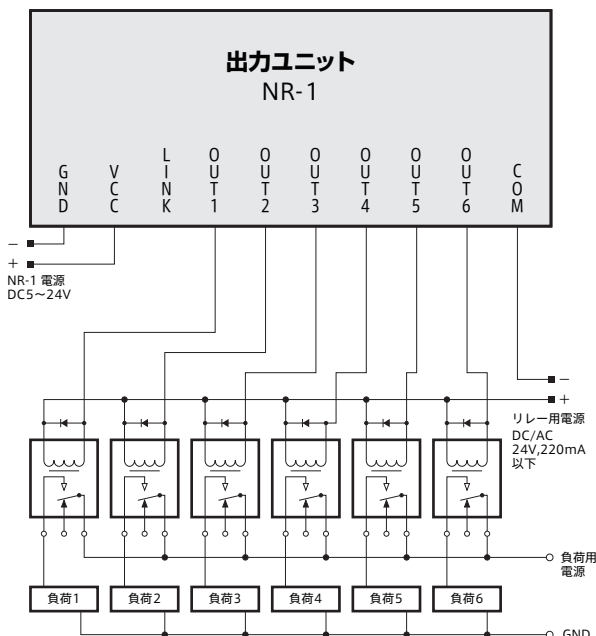 出力ユニット
NR-1
GND
VCC
LINK
OUT1
OUT2
OUT3
OUT4
OUT5
OUT6
COM
−
+
NR-1 電源
DC5~24V
−
+
リレー用電源
DC/AC
24V,220mA
以下
負荷用
電源
負荷1
負荷2
負荷3
負荷4
負荷5
負荷6
GND